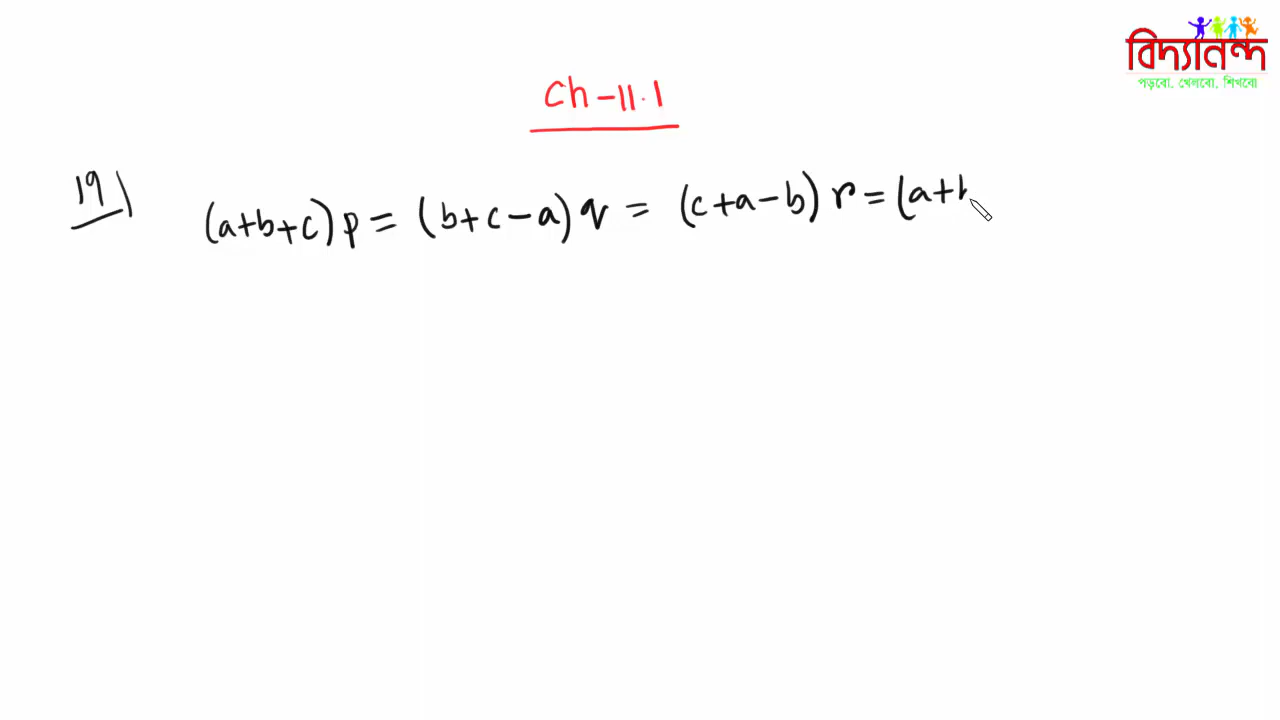 বিদ্যানন্দ
পড়বো, খেলবো, শিখবো
Ch-11.1
19) (a+b+c)p = (b+c-a)q = (c+a-b)r = (a+b